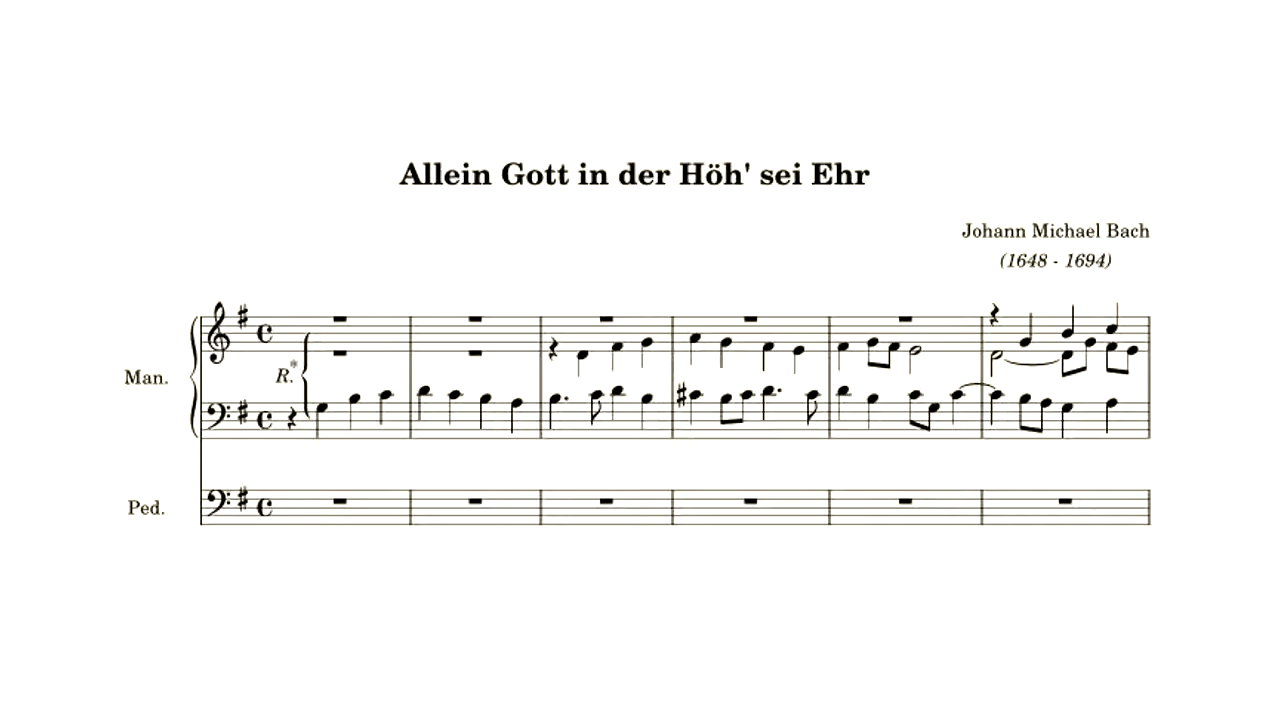 Allein Gott in der Höh' sei Ehr
Johann Michael Bach
(1648 - 1694)
Man.
R.*
Ped.